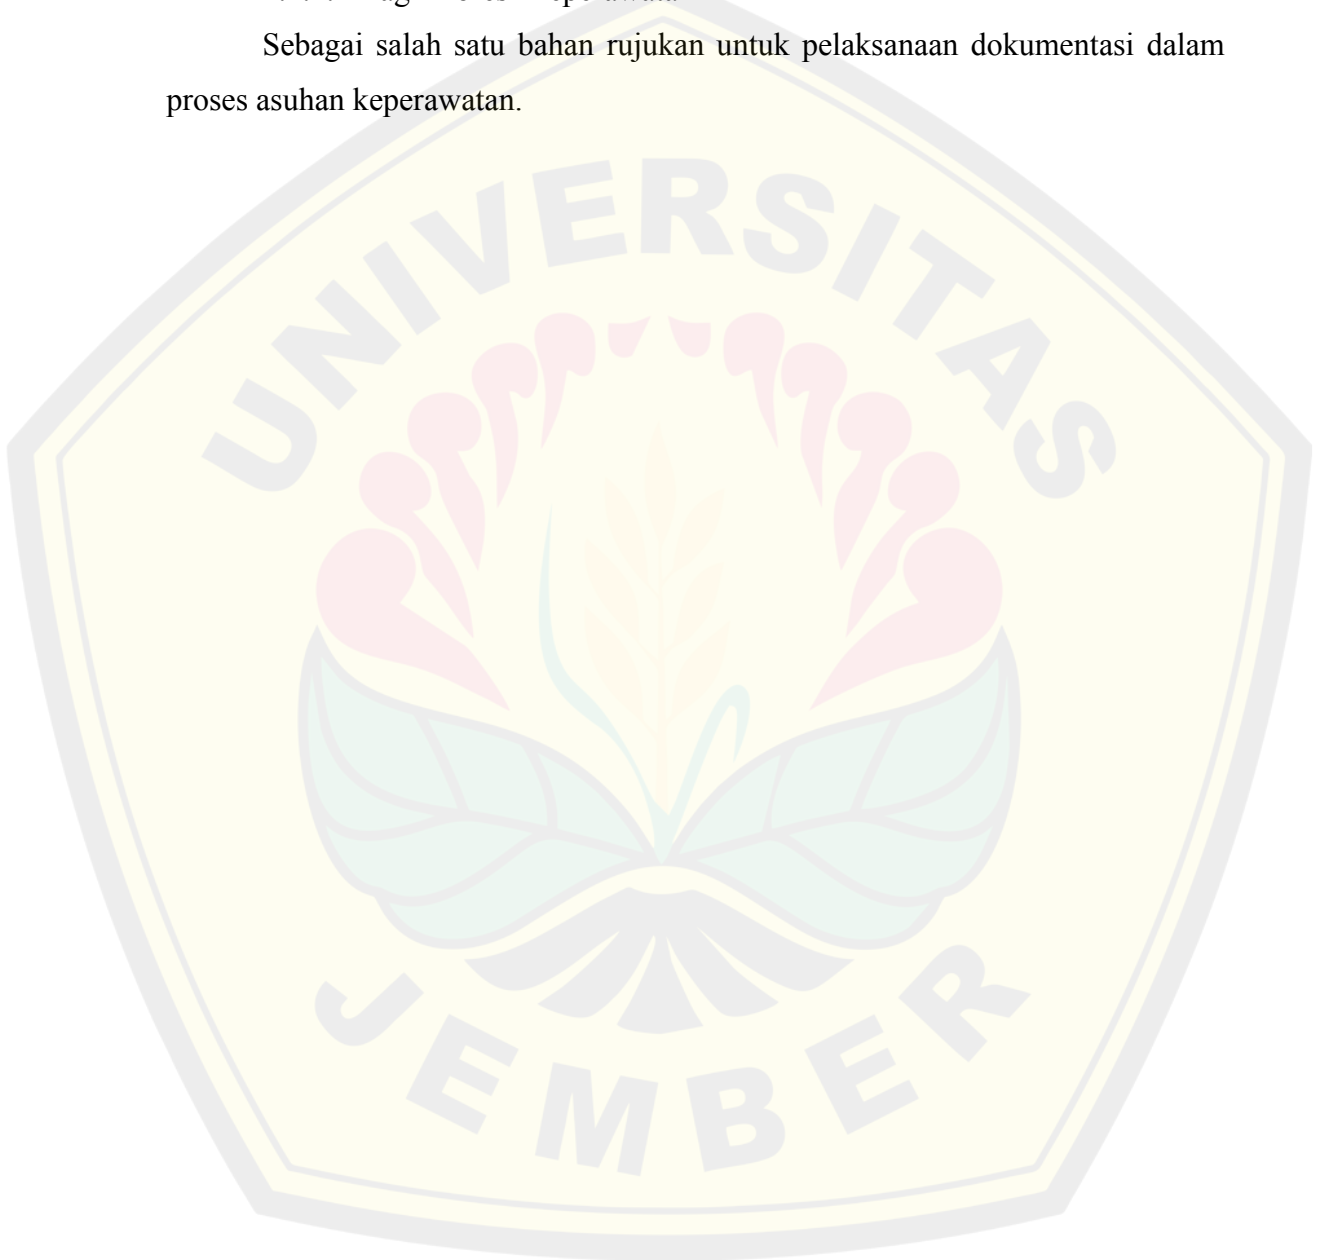 Sebagai salah satu bahan rujukan untuk pelaksanaan dokumentasi dalam
proses asuhan keperawatan.
UNIVERSITAS
JEMBER